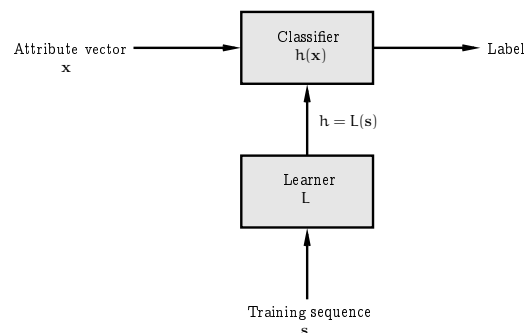 Classifier
h(x)
Attribute vector
x
Label
h = L(s)
Learner
L
Training sequence
s